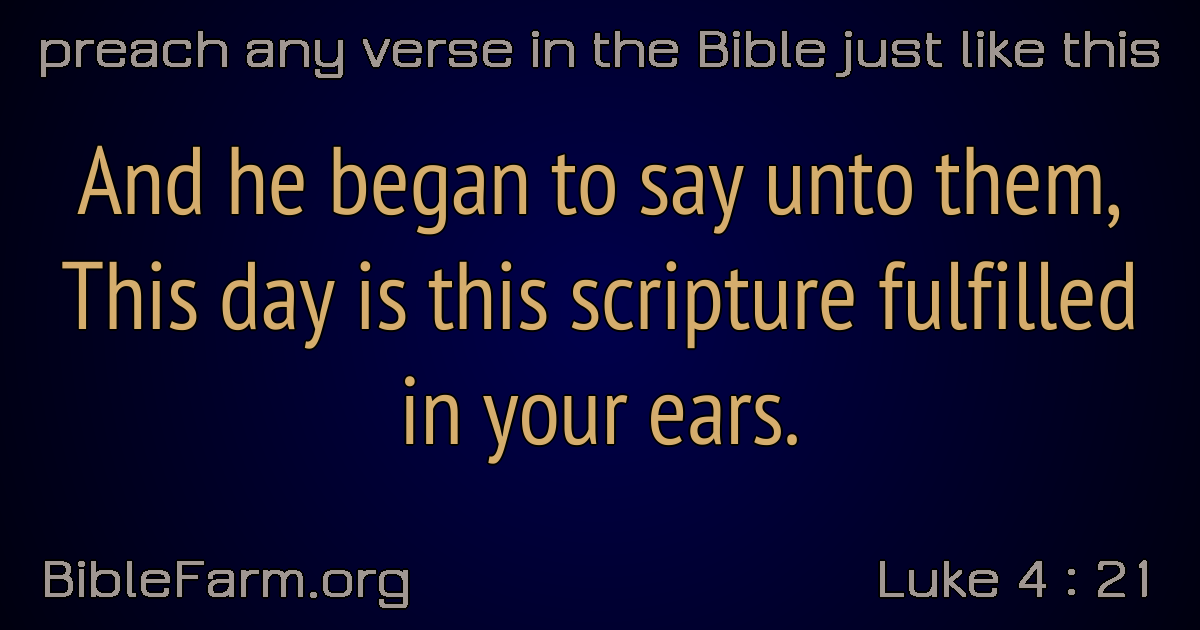 preach any verse in the Bible just like this
And he began to say unto them,
This day is this scripture fulfilled
in your ears.
BibleFarm.org
Luke 4 : 21